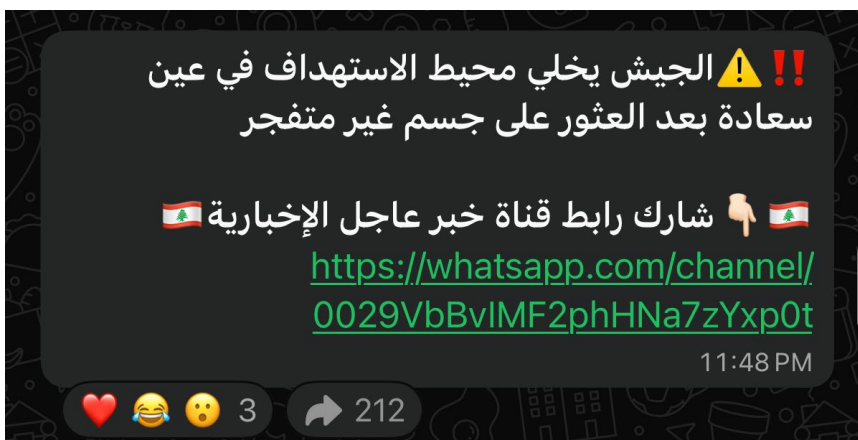 ‼️⚠️الجيش يخلي محيط الاستهداف في عين
سعادة بعد العثور على جسم غير متفجر
🇱🇧👇🏻 شارك رابط قناة خبر عاجل الإخبارية🇱🇧
https://whatsapp.com/channel/
0029VbBvIMF2phHNa7zYxp0t
11:48 PM
❤️😂😮 3 212